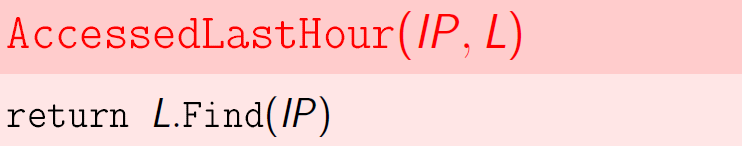 AccessedLastHour(IP, L)
return L.Find(IP)